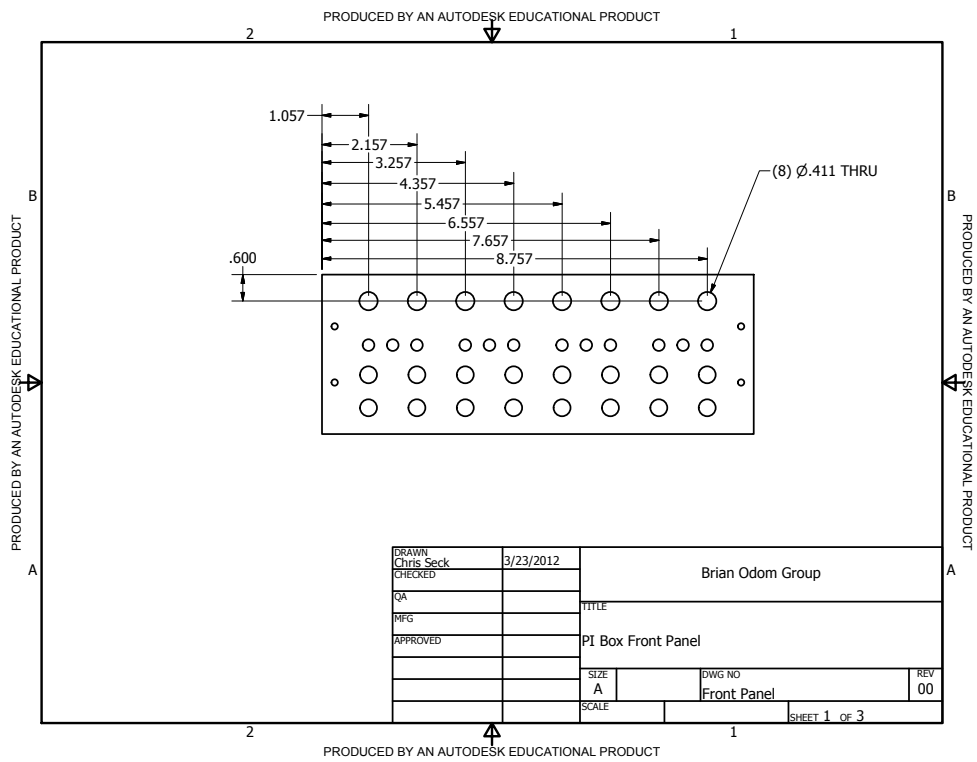 PRODUCED BY AN AUTODESK EDUCATIONAL PRODUCT
2
1
1.057
2.157
3.257
4.357
5.457
6.557
7.657
8.757
.600
(8) Ø.411 THRU
B
B
PRODUCED BY AN AUTODESK EDUCATIONAL PRODUCT
PRODUCED BY AN AUTODESK EDUCATIONAL PRODUCT
A
A
DRAWN
Chris Seck
3/23/2012
CHECKED
QA
MFG
APPROVED
Brian Odom Group
TITLE
PI Box Front Panel
SIZE
A
DWG NO
Front Panel
REV
00
SCALE
SHEET 1 OF 3
2
1
PRODUCED BY AN AUTODESK EDUCATIONAL PRODUCT